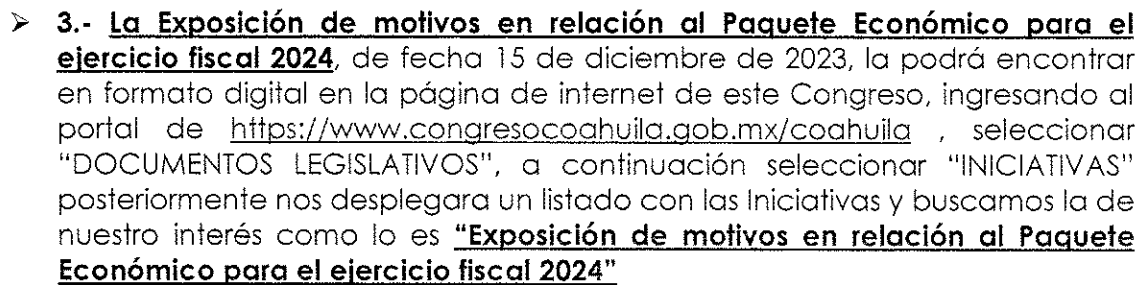 ➢ 3.- La Exposición de motivos en relación al Paquete Económico para el
ejercicio fiscal 2024, de fecha 15 de diciembre de 2023, la podrá encontrar
en formato digital en la página de internet de este Congreso, ingresando al
portal de https://www.congresocoahuila.gob.mx/coahuila , seleccionar
"DOCUMENTOS LEGISLATIVOS", a continuación seleccionar "INICIATIVAS"
posteriormente nos desplegara un listado con las Iniciativas y buscamos la de
nuestro interés como lo es "Exposición de motivos en relación al Paquete
Económico para el ejercicio fiscal 2024"